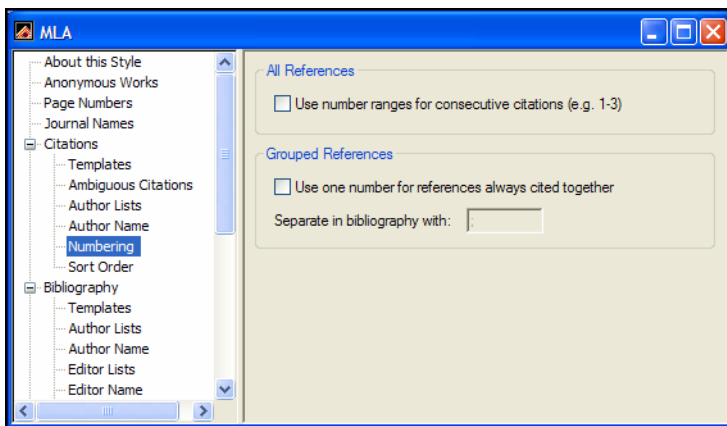 MLA
About this Style
Anonymous Works
Page Numbers
Journal Names
Citations
Templates
Ambiguous Citations
Author Lists
Author Name
Numbering
Sort Order
Bibliography
Templates
Author Lists
Author Name
Editor Lists
Editor Name
All References
Use number ranges for consecutive citations (e.g. 1-3)
Grouped References
Use one number for references always cited together
Separate in bibliography with: ;